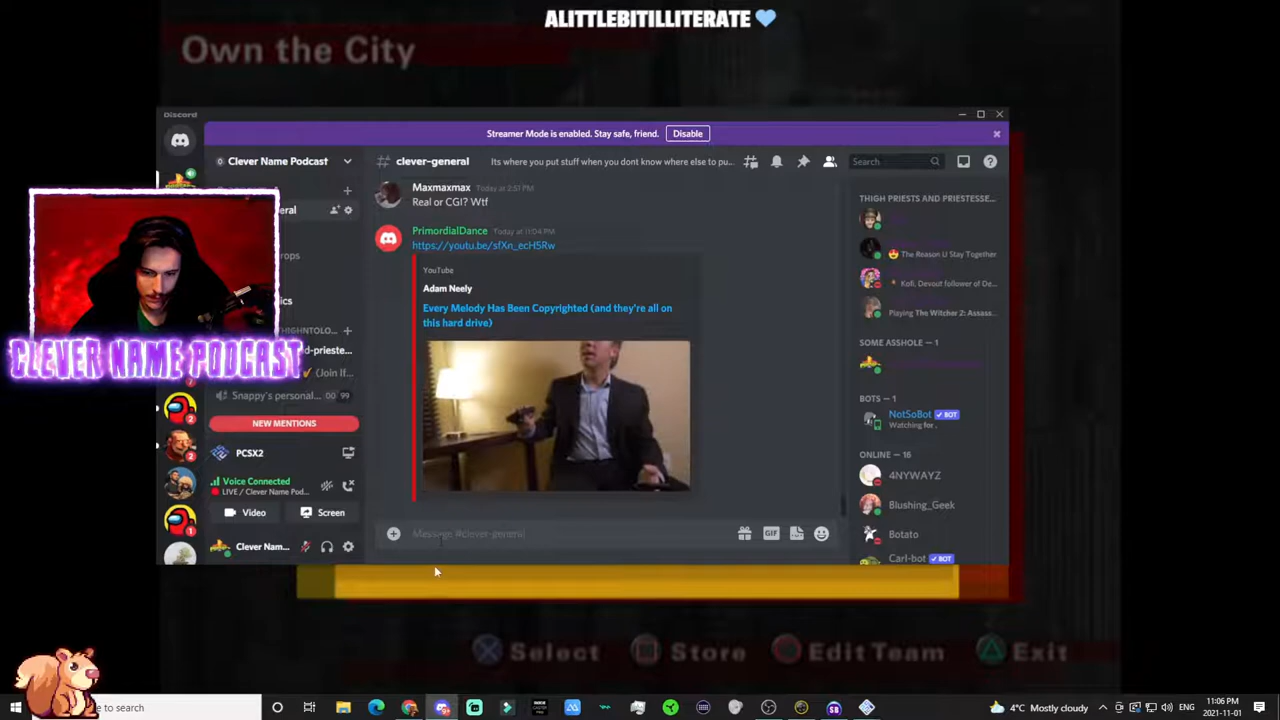 ALITTLEBITILLITERATE
Own the City
Discord
Streamer Mode is enabled. Stay safe, friend.
Disable
Clever Name Podcast
clever-general
Its where you put stuff when you dont know where else to pu...
Search
Maxmaxmax Today at 2:51 PM
Real or CGI? Wtf
PrimordialDance Today at 11:04 PM
https://youtu.be/sfXn_ecH5Rw
YouTube
Adam Neely
Every Melody Has Been Copyrighted (and they're all on
this hard drive)
CLEVER NAME PODCAST
(Join If...
Snappy's personal... 00 99
NEW MENTIONS
PCSX2
Voice Connected
LIVE / Clever Name Pod...
Video
Screen
Clever Nam...
Message #clever-general
GIF
THIGH PRIESTS AND PRIESTESSE...
The Reason U Stay Together
Kofi, Devout follower of De...
Playing The Witcher 2: Assass...
SOME ASSHOLE — 1
BOTS — 1
NotSoBot BOT
Watching for .
ONLINE — 16
4NYWAYZ
Blushing_Geek
Botato
Carl-bot BOT
Select
Store
Edit Team
Exit
to search
4°C Mostly cloudy
ENG
11:06 PM
2021-11-01